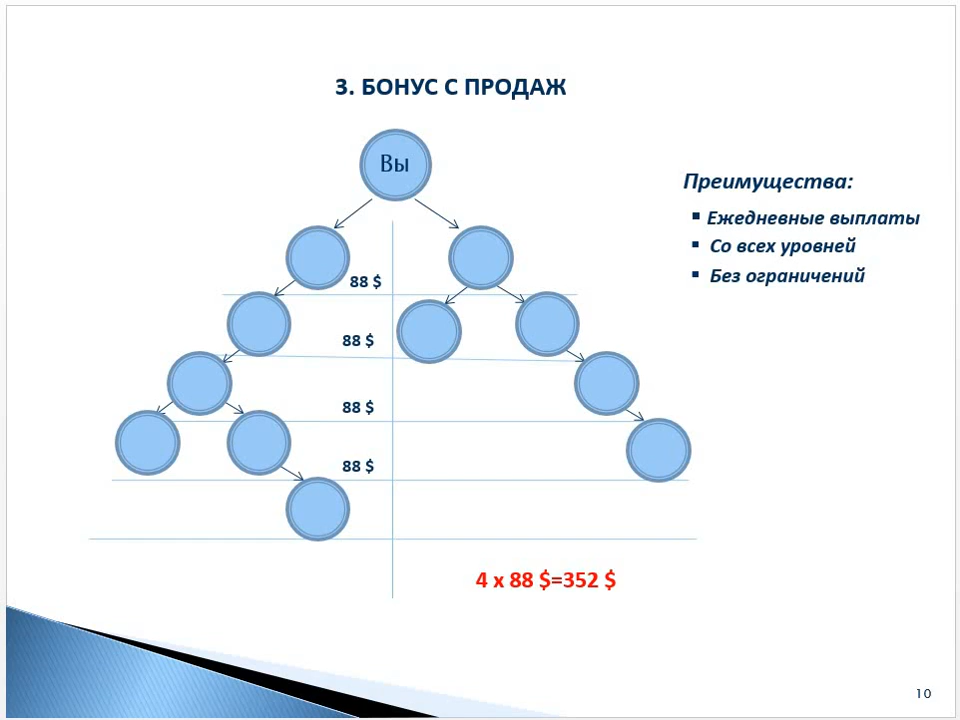 3. БОНУС С ПРОДАЖ
Вы
Преимущества:
▪ Ежедневные выплаты
▪ Со всех уровней
▪ Без ограничений
88 $
88 $
88 $
88 $
4 x 88 $=352 $
10